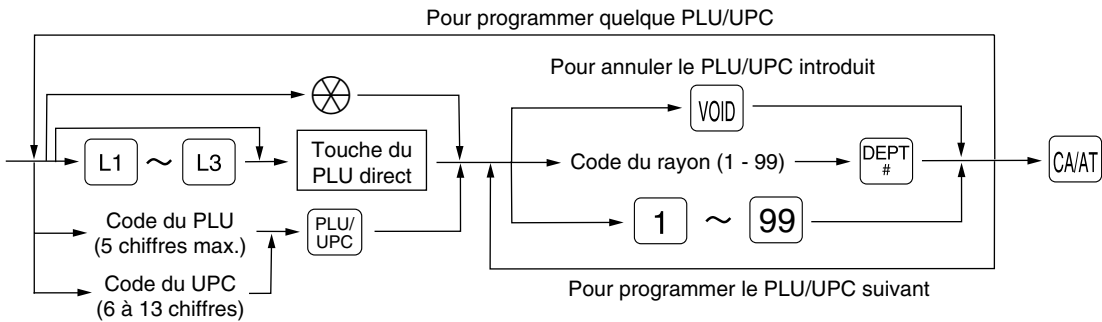 Pour programmer quelque PLU/UPC
Pour annuler le PLU/UPC introduit
VOID
L1 ～ L3
Touche du
PLU direct
Code du rayon (1 - 99)
DEPT
#
CA/AT
Code du PLU
(5 chiffres max.)
PLU/
UPC
1 ～ 99
Code du UPC
(6 à 13 chiffres)
Pour programmer le PLU/UPC suivant